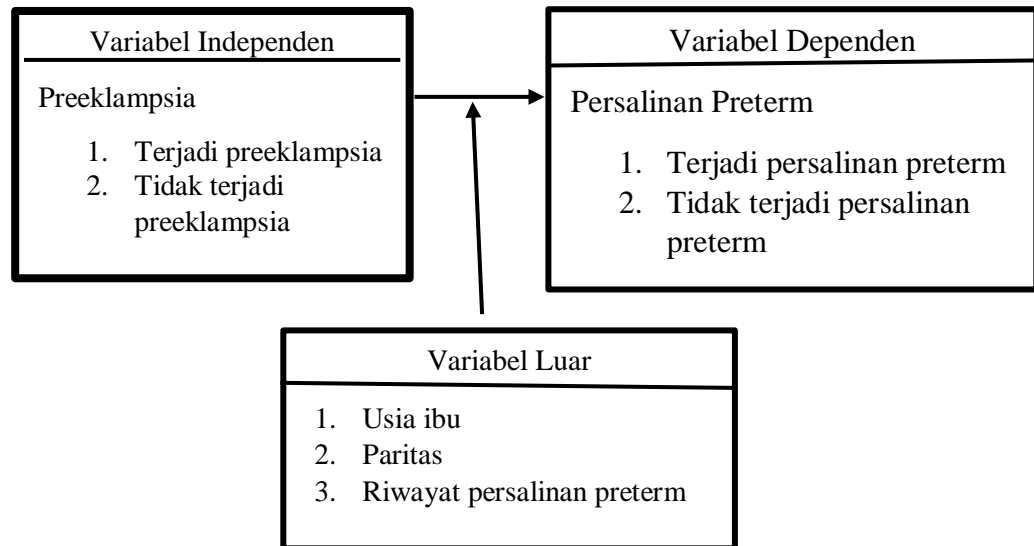 Variabel Independen
Preeklampsia
1. Terjadi preeklampsia
2. Tidak terjadi
preeklampsia
Variabel Dependen
Persalinan Preterm
1. Terjadi persalinan preterm
2. Tidak terjadi persalinan
preterm
Variabel Luar
1. Usia ibu
2. Paritas
3. Riwayat persalinan preterm